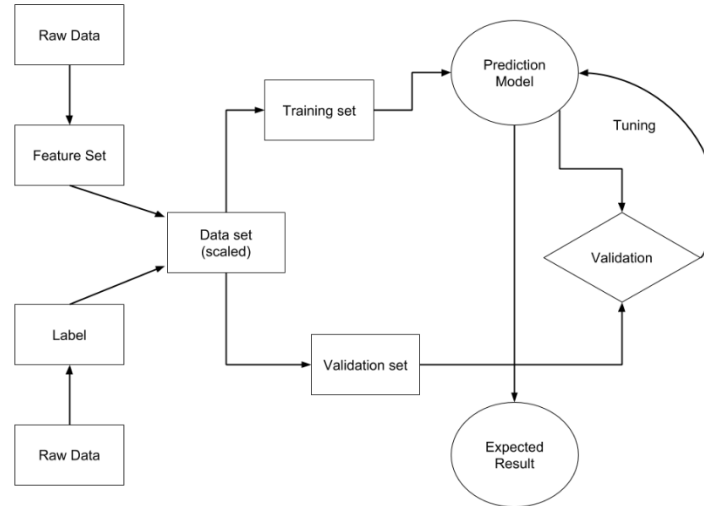 Raw Data
Prediction
Model
Training set
Tuning
Feature Set
Data set
(scaled)
Validation
Label
Validation set
Expected
Result
Raw Data